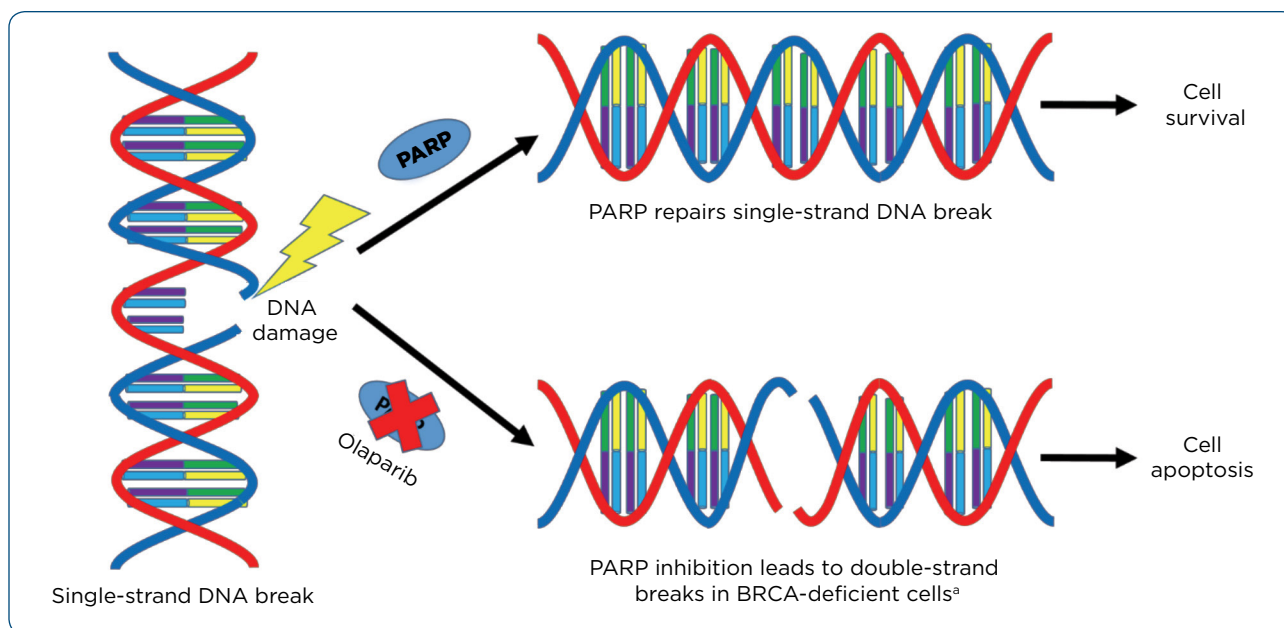 PARP
Cell
survival
PARP repairs single-strand DNA break
DNA
damage
Olaparib
Cell
apoptosis
Single-strand DNA break
PARP inhibition leads to double-strand
breaks in BRCA-deficient cellsᵃ